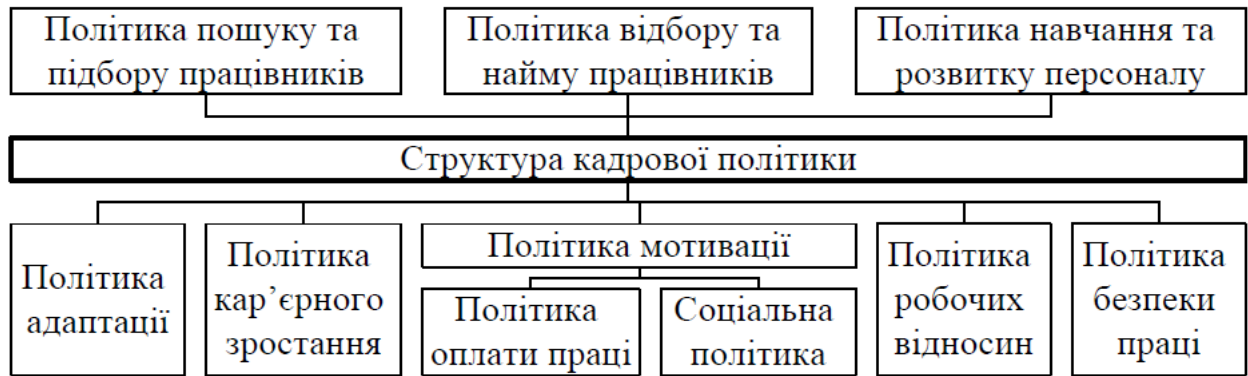 Політика пошуку та
підбору працівників
Політика відбору та
найму працівників
Політика навчання та
розвитку персоналу
Структура кадрової політики
Політика
адаптації
Політика
кар’єрного
зростання
Політика мотивації
Політика
оплати праці
Соціальна
політика
Політика
робочих
відносин
Політика
безпеки
праці